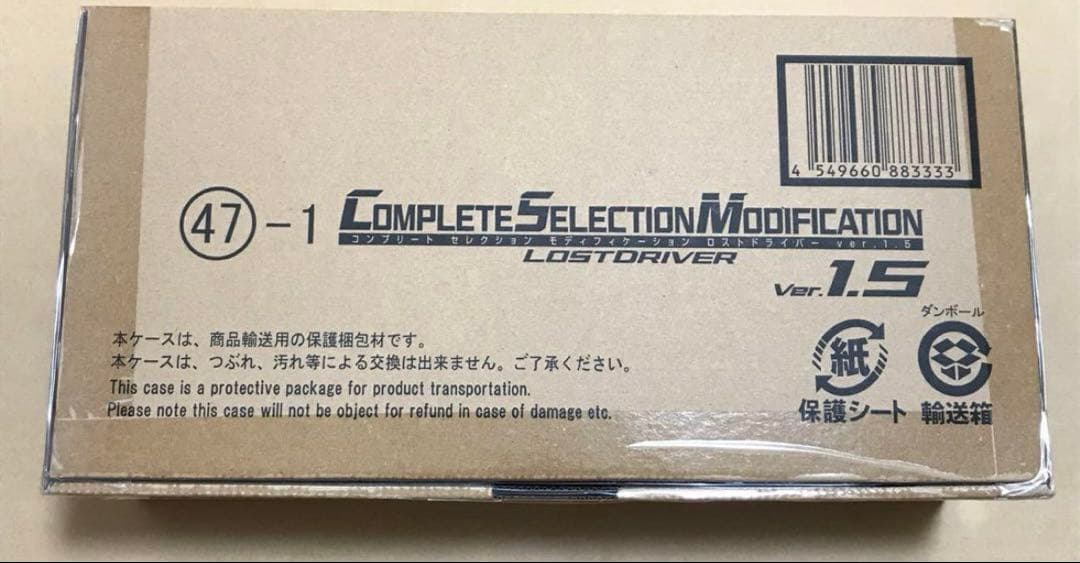 4 549660 883333
㊼-1 COMPLETE SELECTION MODIFICATION
コンプリート セレクション モディフィケーション ロストドライバー ver.1.5
LOSTDRIVER
Ver.1.5
ダンボール
本ケースは、商品輸送用の保護梱包材です。
本ケースは、つぶれ、汚れ等による交換は出来ません。ご了承ください。
This case is a protective package for product transportation.
Please note this case will not be object for refund in case of damage etc.
紙
保護シート 輸送箱